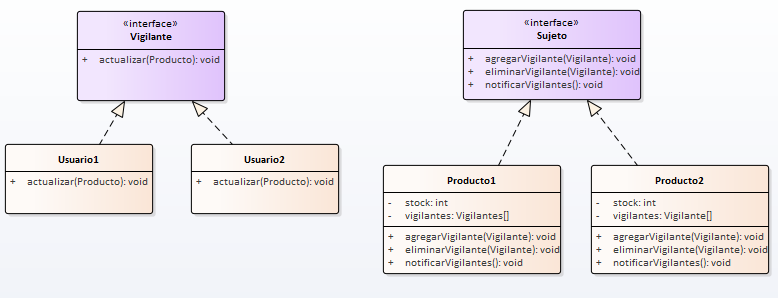 «interface»
Vigilante
+ actualizar(Producto): void
«interface»
Sujeto
+ agregarVigilante(Vigilante): void
+ eliminarVigilante(Vigilante): void
+ notificarVigilantes(): void
Usuario1
+ actualizar(Producto): void
Usuario2
+ actualizar(Producto): void
Producto1
- stock: int
- vigilantes: Vigilantes[]
+ agregarVigilante(Vigilante): void
+ eliminarVigilante(Vigilante): void
+ notificarVigilantes(): void
Producto2
- stock: int
- vigilantes: Vigilante[]
+ agregarVigilante(Vigilante): void
+ eliminarVigilante(Vigilante): void
+ notificarVigilantes(): void